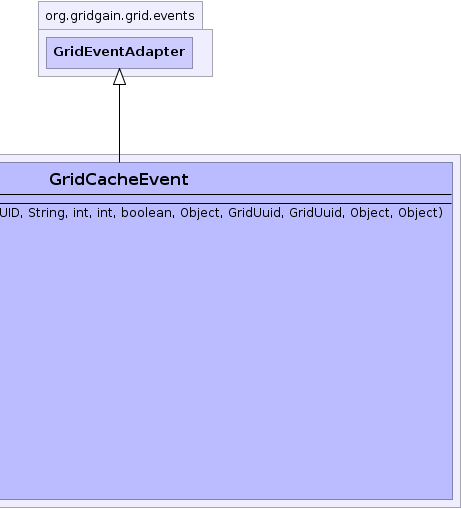 org.gridgain.grid.events
GridEventAdapter
GridCacheEvent
UID, String, int, int, boolean, Object, GridUuid, GridUuid, Object, Object)